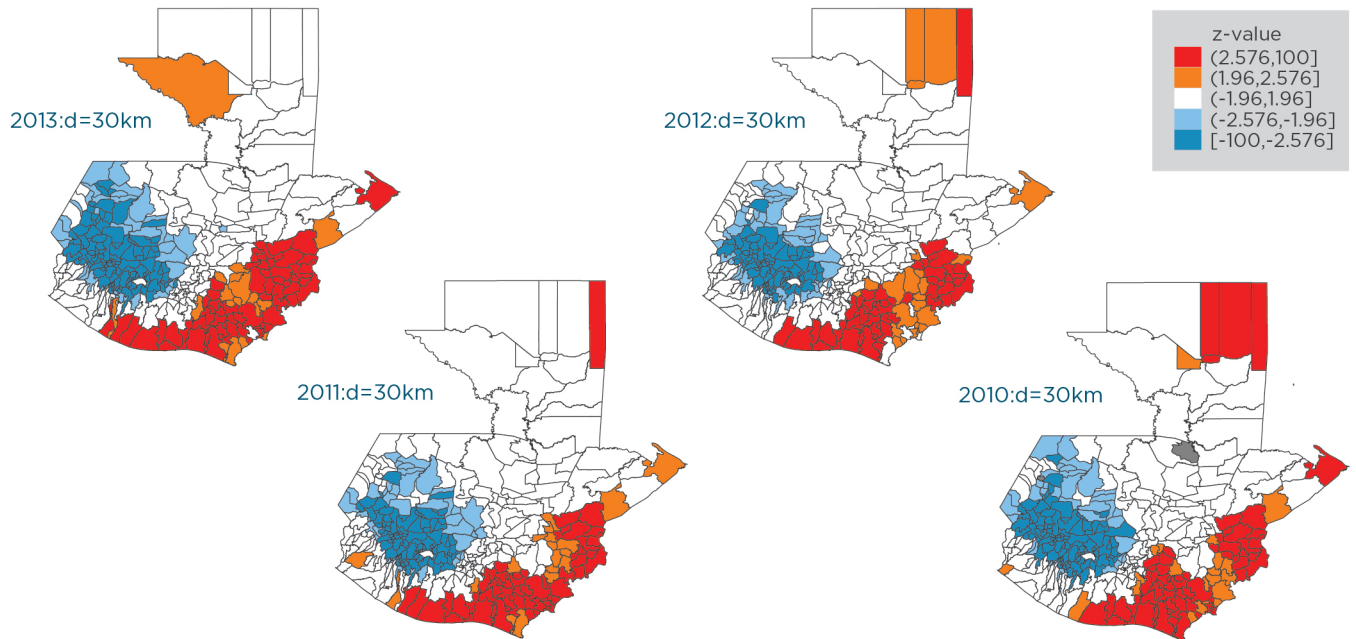 z-value
(2.576,100]
(1.96,2.576]
(-1.96,1.96]
(-2.576,-1.96]
[-100,-2.576]
2013:d=30km
2012:d=30km
2011:d=30km
2010:d=30km